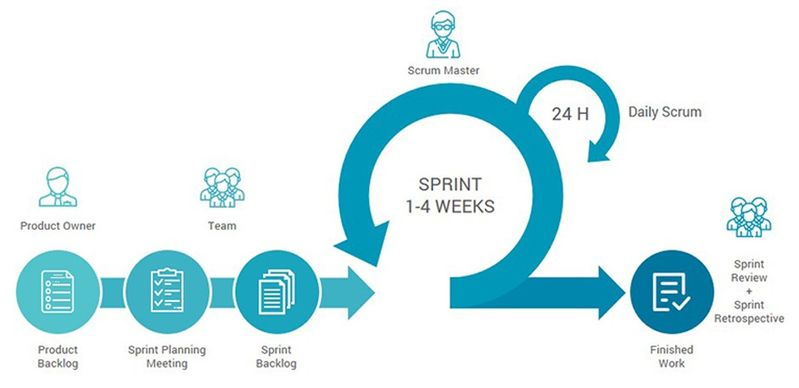 Scrum Master
24 H
Daily Scrum
SPRINT
1-4 WEEKS
Product Owner
Team
Sprint
Review
+
Sprint
Retrospective
Product
Backlog
Sprint Planning
Meeting
Sprint
Backlog
Finished
Work